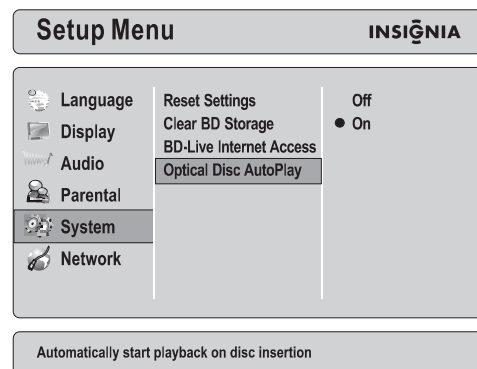 Setup Menu
INSIGNIA
Language
Display
Audio
Parental
System
Network
Reset Settings
Clear BD Storage
BD-Live Internet Access
Optical Disc AutoPlay
Off
On
Automatically start playback on disc insertion